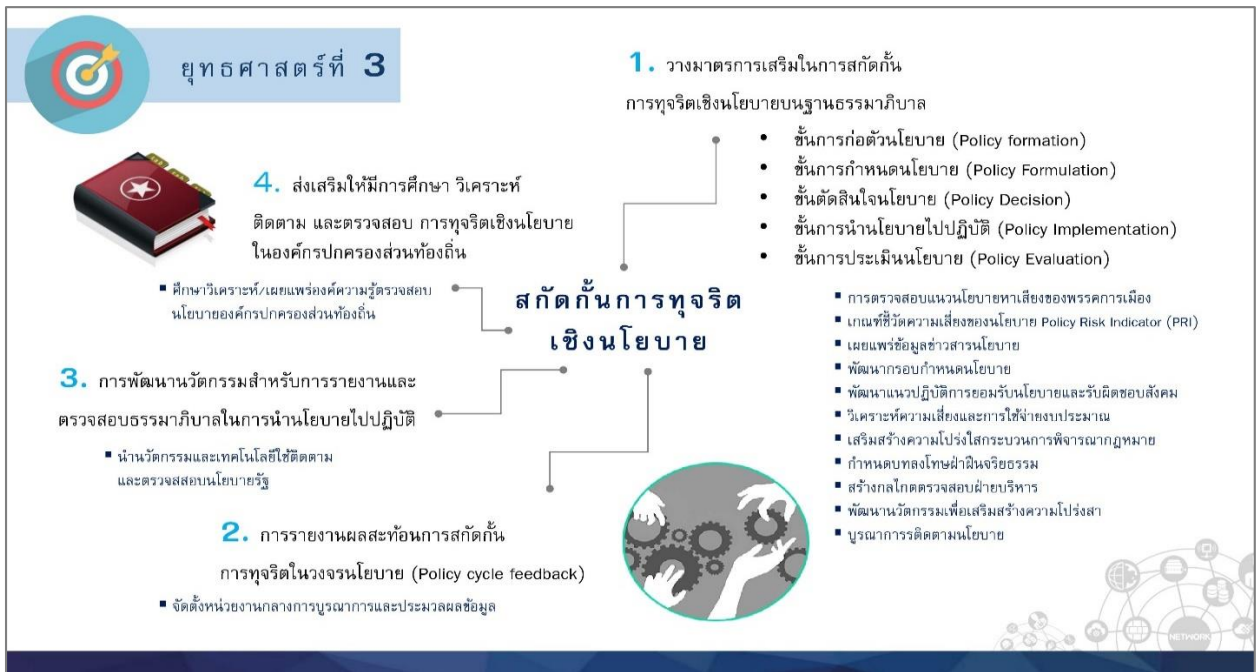 ยุทธศาสตร์ที่ 3
1. วางมาตรการเสริมในการสกัดกั้น
การทุจริตเชิงนโยบายบนฐานธรรมาภิบาล
• ขั้นการก่อตัวนโยบาย (Policy formation)
• ขั้นการกำหนดนโยบาย (Policy Formulation)
• ขั้นตัดสินใจนโยบาย (Policy Decision)
• ขั้นการนำนโยบายไปปฏิบัติ (Policy Implementation)
• ขั้นการประเมินนโยบาย (Policy Evaluation)
▪ การตรวจสอบแนวนโยบายหาเสียงของพรรคการเมือง
▪ เกณฑ์ชี้วัดความเสี่ยงของนโยบาย Policy Risk Indicator (PRI)
▪ เผยแพร่ข้อมูลข่าวสารนโยบาย
▪ พัฒนากรอบกำหนดนโยบาย
▪ พัฒนาแนวปฏิบัติการยอมรับนโยบายและรับผิดชอบสังคม
▪ วิเคราะห์ความเสี่ยงและการใช้จ่ายงบประมาณ
▪ เสริมสร้างความโปร่งใสกระบวนการพิจารณากฎหมาย
▪ กำหนดบทลงโทษฝ่าฝืนจริยธรรม
▪ สร้างกลไกตตรวจสอบฝ่ายบริหาร
▪ พัฒนานวัตกรรมเพื่อเสริมสร้างความโปร่งสา
▪ บูรณาการรติดตามนโยบาย
สกัดกั้นการทุจริต
เชิงนโยบาย
4. ส่งเสริมให้มีการศึกษา วิเคราะห์
ติดตาม และตรวจสอบ การทุจริตเชิงนโยบาย
ในองค์กรปกครองส่วนท้องถิ่น
▪ ศึกษาวิเคราะห์/เผยแพร่องค์ความรู้ตรวจสอบ
นโยบายองค์กรปกครองส่วนท้องถิ่น
3. การพัฒนานวัตกรรมสำหรับการรายงานและ
ตรวจสอบธรรมาภิบาลในการนำนโยบายไปปฏิบัติ
▪ นำนวัตกรรมและเทคโนโลยีใช้ติดตาม
และตรวจสสอบนโยบายรัฐ
2. การรายงานผลสะท้อนการสกัดกั้น
การทุจริตในวงจรนโยบาย (Policy cycle feedback)
▪ จัดตั้งหน่วยงานกลางการบูรณาการและประมวลผลข้อมูล
NETWORK